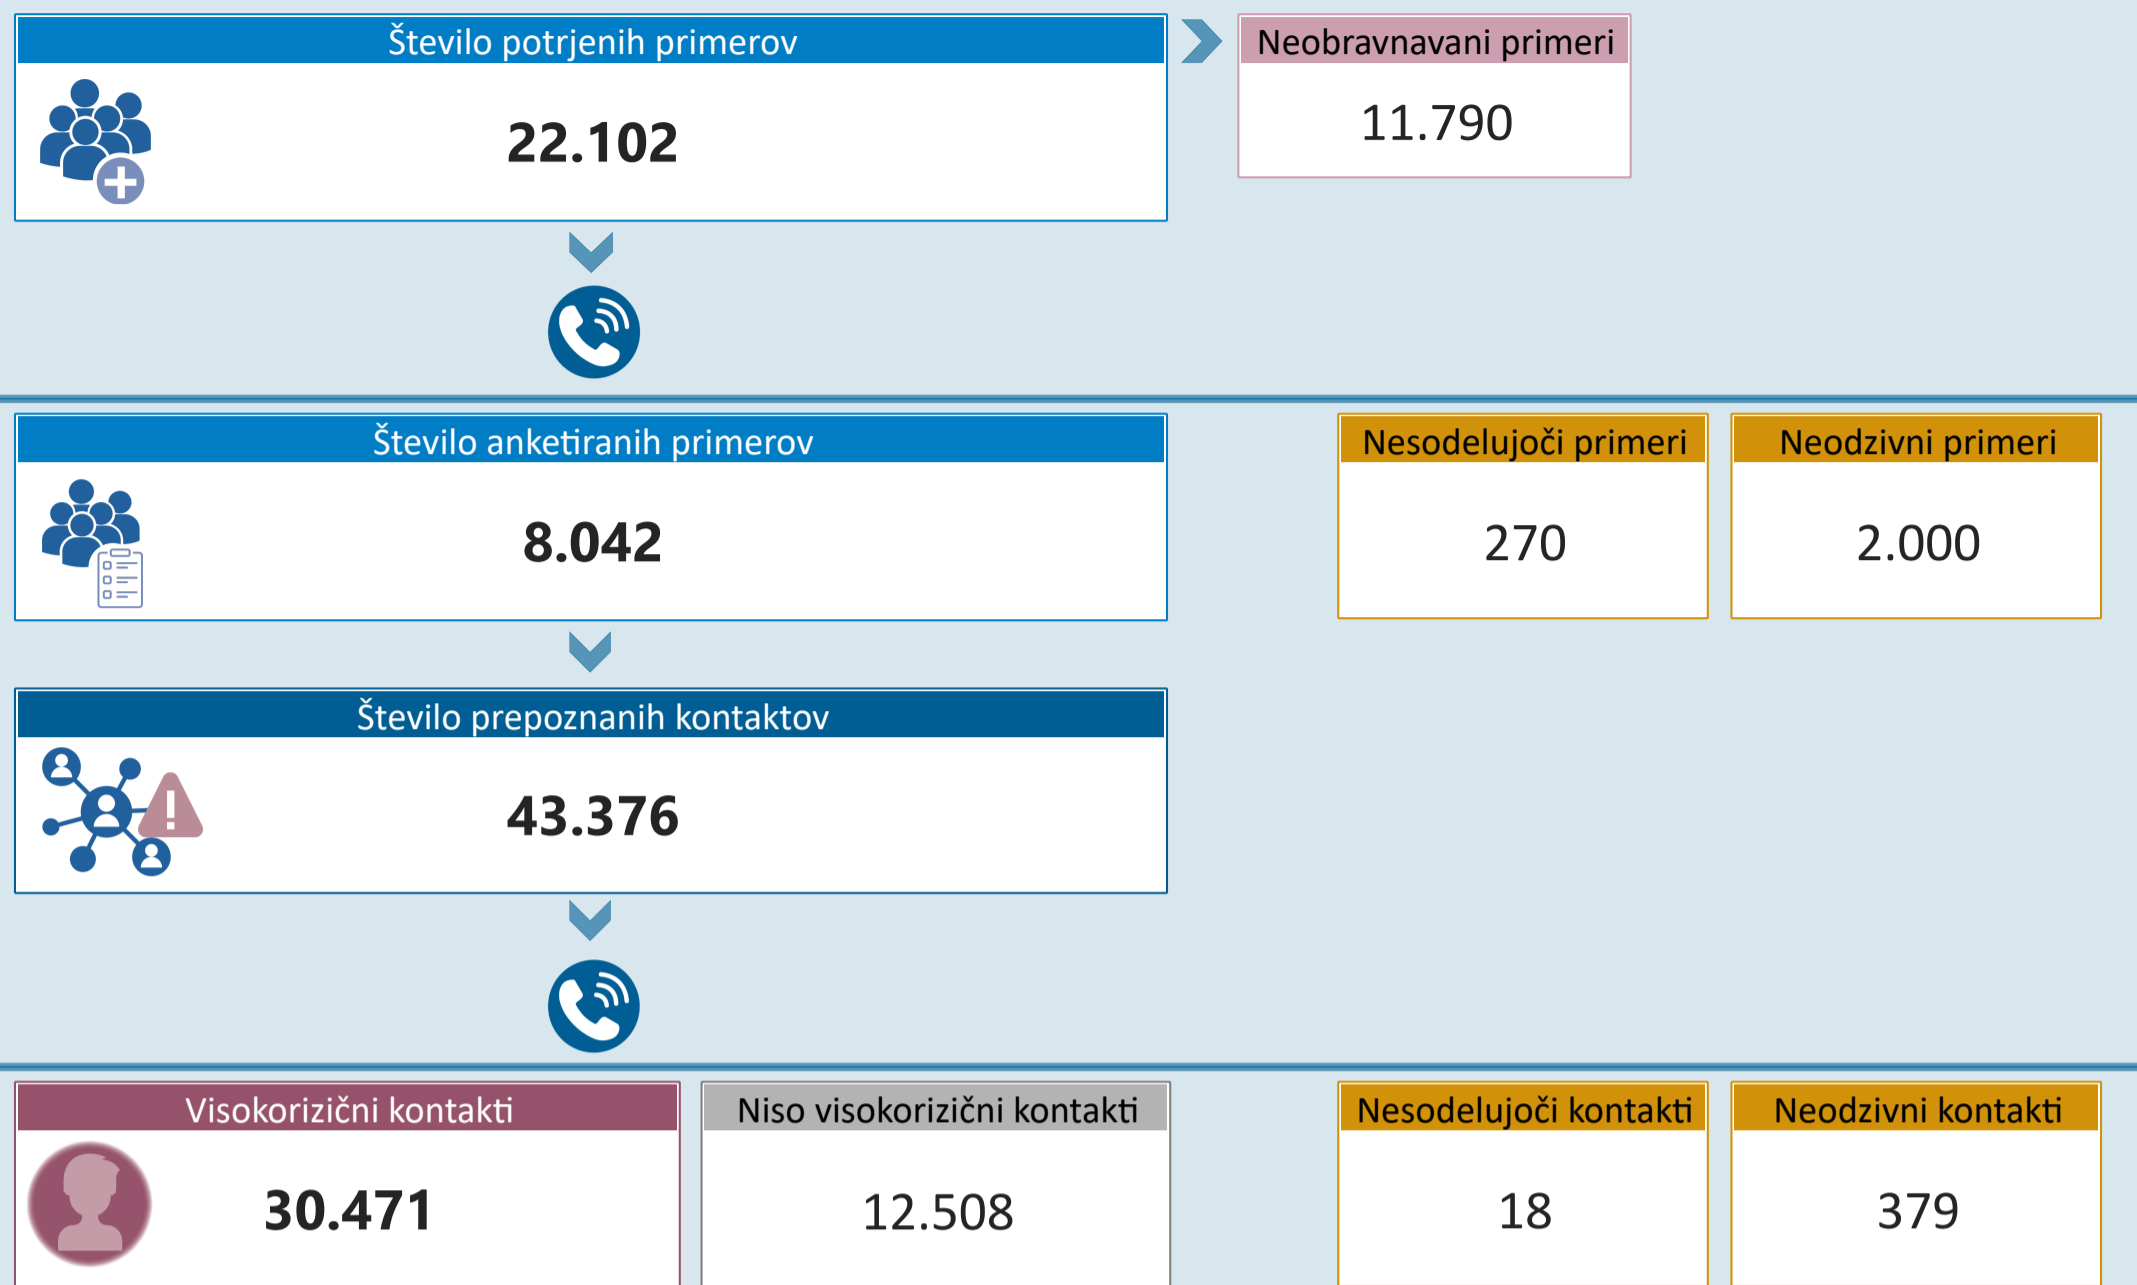 Število potrjenih primerov
22.102
Neobravnavani primeri
11.790
Število anketiranih primerov
8.042
Nesodelujoči primeri
270
Neodzivni primeri
2.000
Število prepoznanih kontaktov
43.376
Visokorizični kontakti
30.471
Niso visokorizični kontakti
12.508
Nesodelujoči kontakti
18
Neodzivni kontakti
379